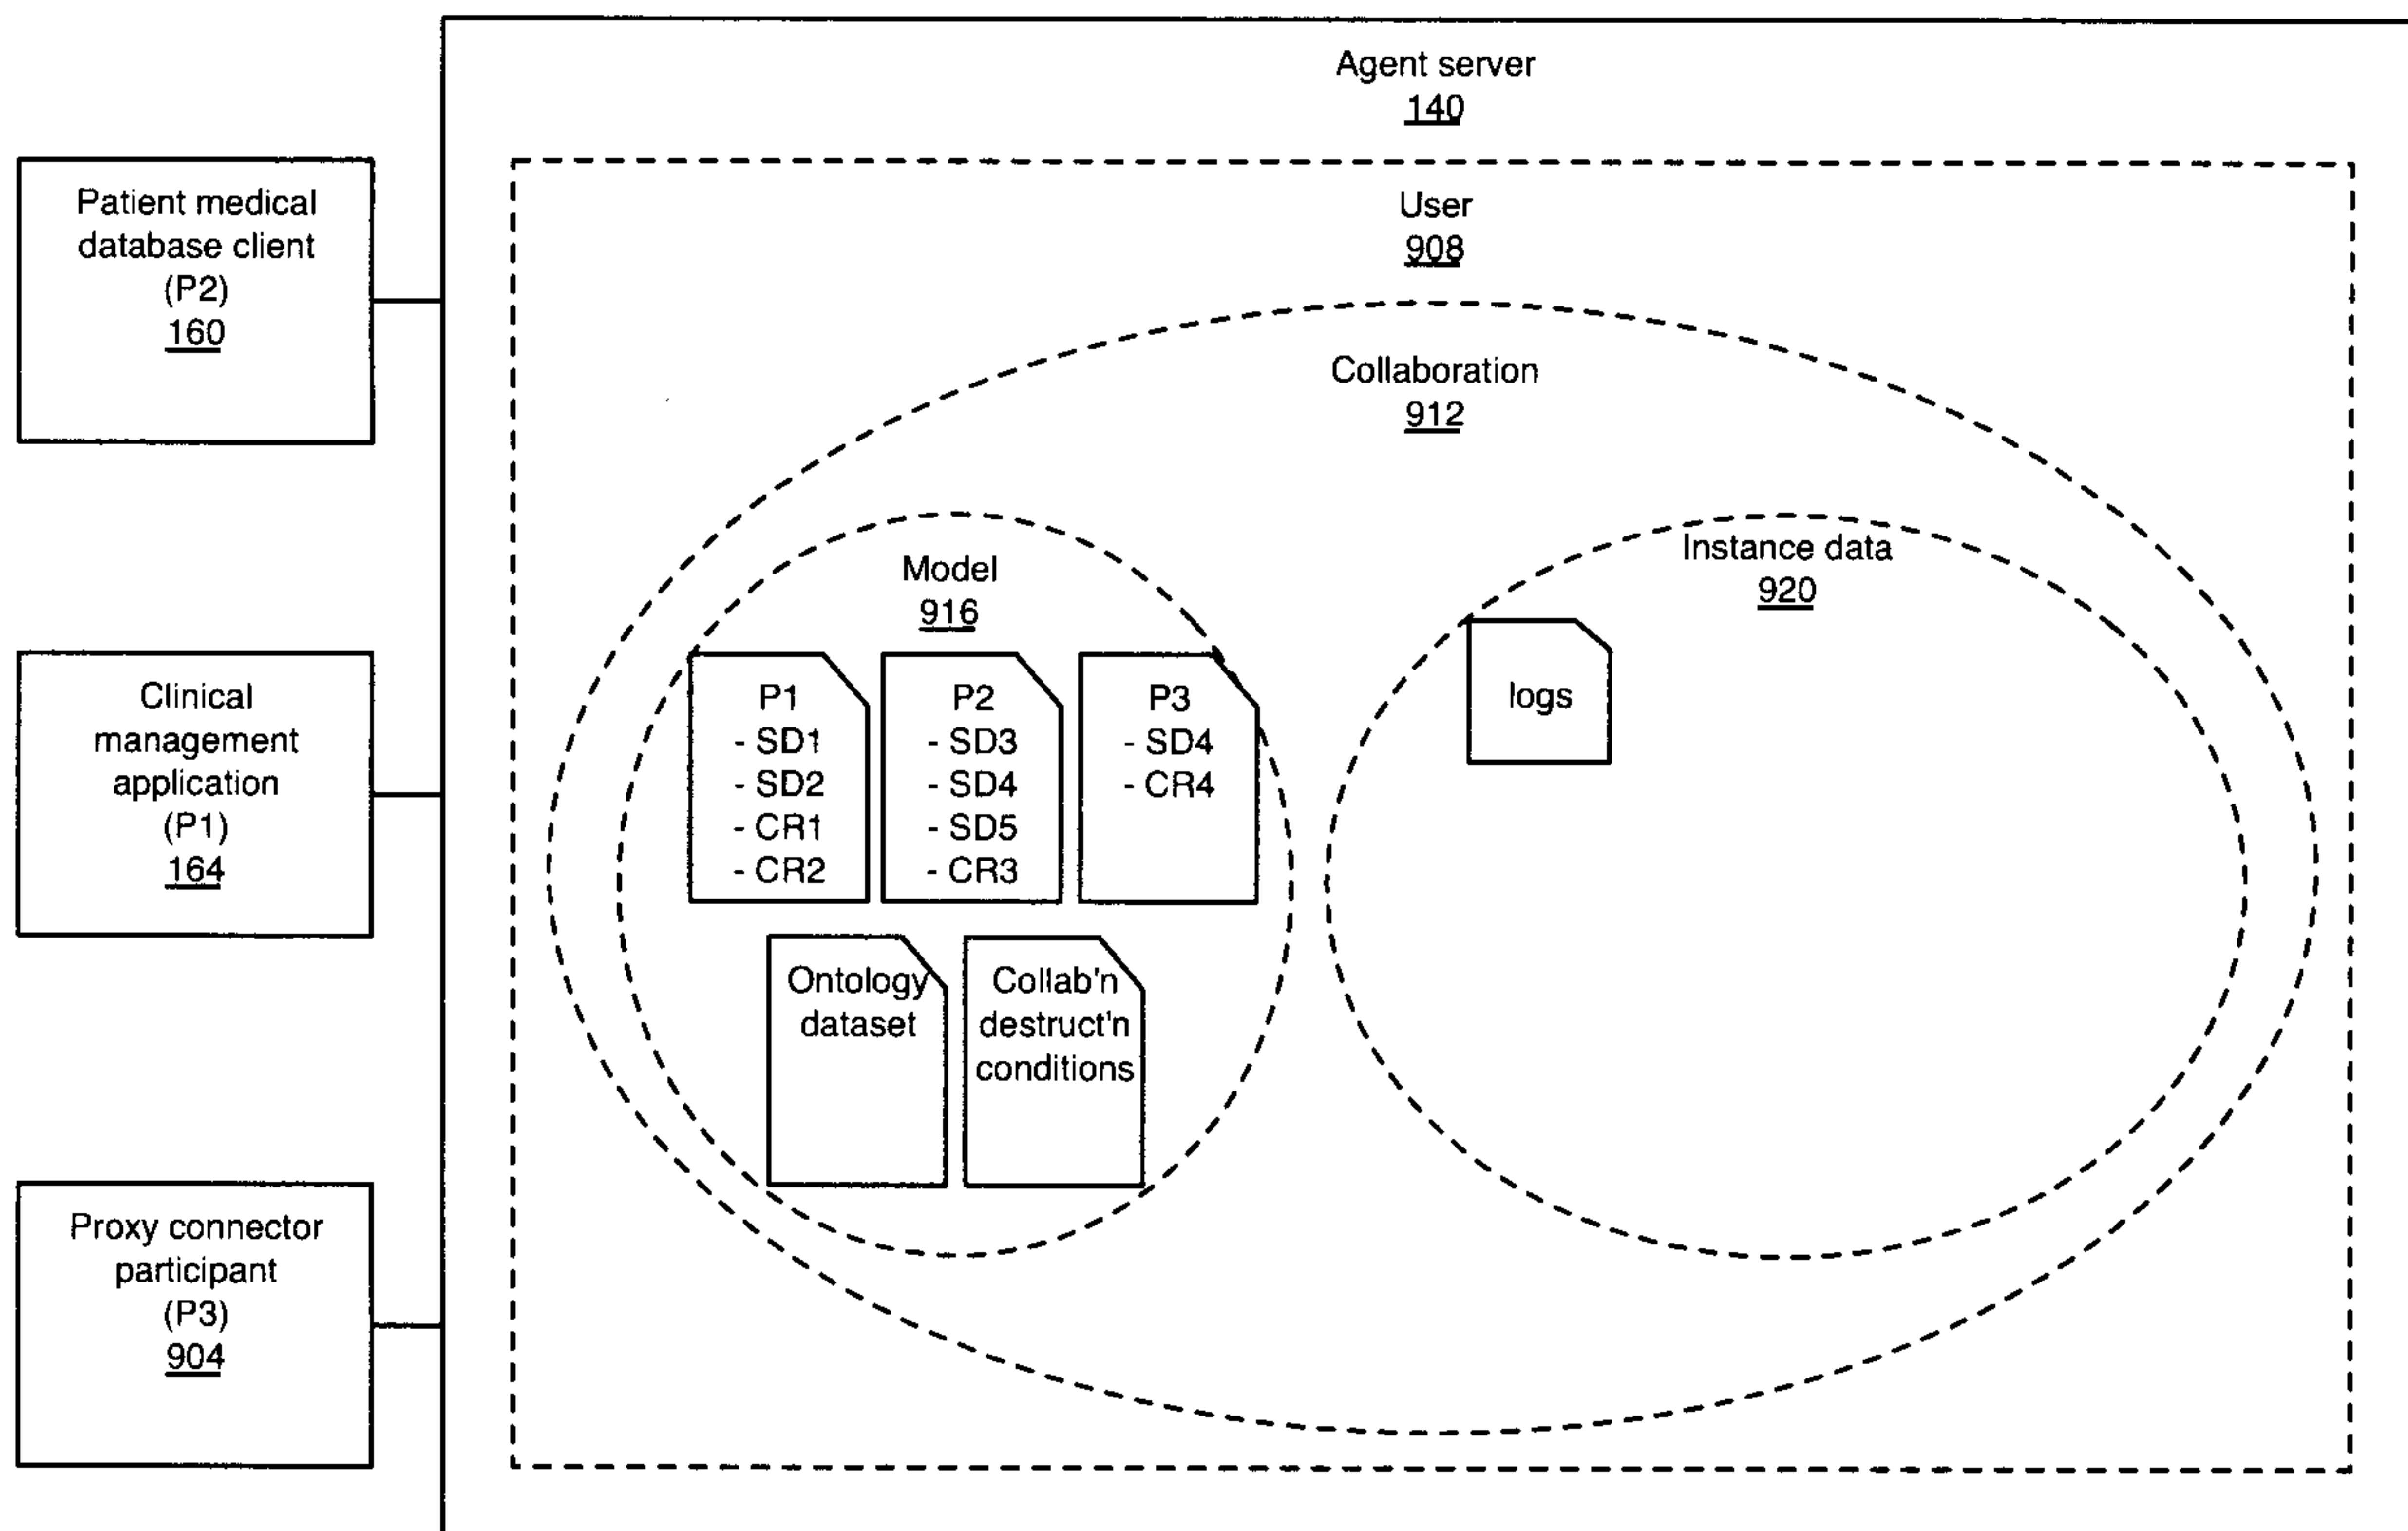 Agent server
140
Patient medical
database client
(P2)
160
Clinical
management
application
(P1)
164
Proxy connector
participant
(P3)
904
User
908
Collaboration
912
Model
916
P1
- SD1
- SD2
- CR1
- CR2
P2
- SD3
- SD4
- SD5
- CR3
P3
- SD4
- CR4
Ontology
dataset
Collab'n
destruct'n
conditions
Instance data
920
logs